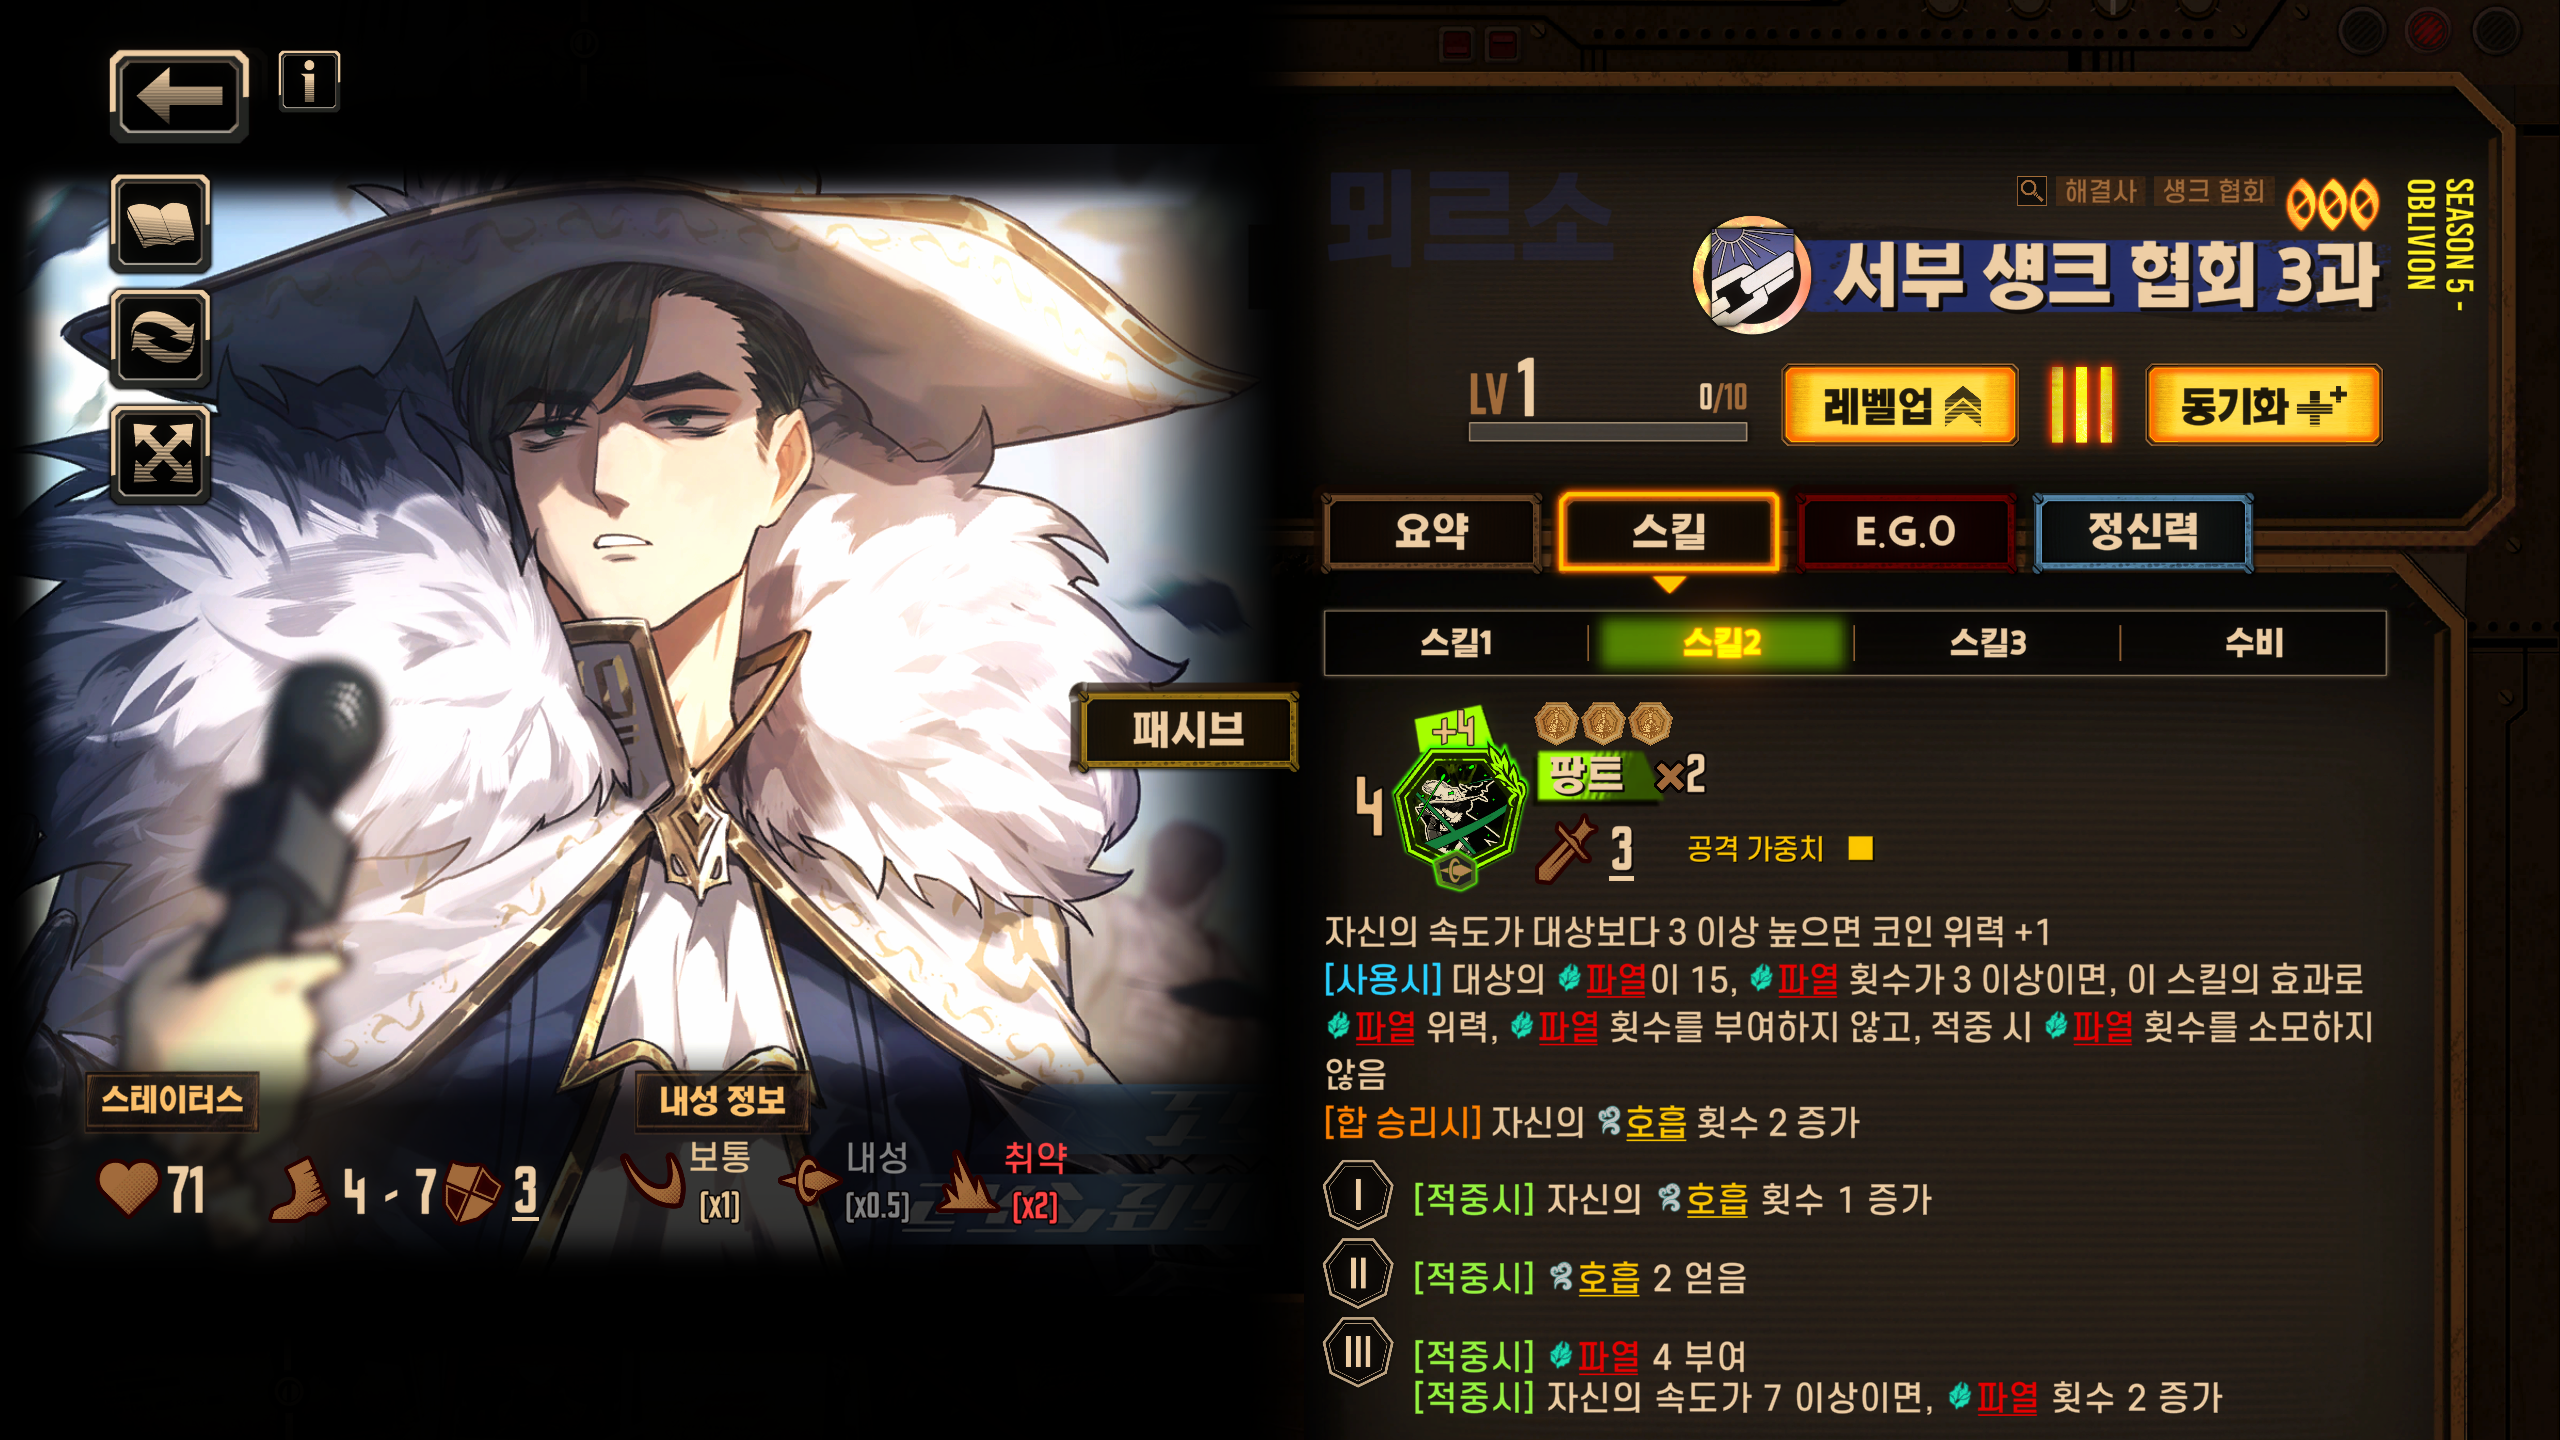 뫼르소
해결사 섕크 협회
서부 섕크 협회 3과
SEASON 5 -
OBLIVION
LV 1 0/10
레벨업
동기화
요약 스킬 E.G.O 정신력
스킬1 스킬2 스킬3 수비
패시브
+4
4
팡트 ×2
3 공격 가중치
자신의 속도가 대상보다 3 이상 높으면 코인 위력 +1
[사용시] 대상의 파열이 15, 파열 횟수가 3 이상이면, 이 스킬의 효과로
파열 위력, 파열 횟수를 부여하지 않고, 적중 시 파열 횟수를 소모하지
않음
[합 승리시] 자신의 호흡 횟수 2 증가
I [적중시] 자신의 호흡 횟수 1 증가
II [적중시] 호흡 2 얻음
III [적중시] 파열 4 부여
[적중시] 자신의 속도가 7 이상이면, 파열 횟수 2 증가
스테이터스
71 4 - 7 3
내성 정보
보통 내성 취약
[x1] [x0.5] [x2]